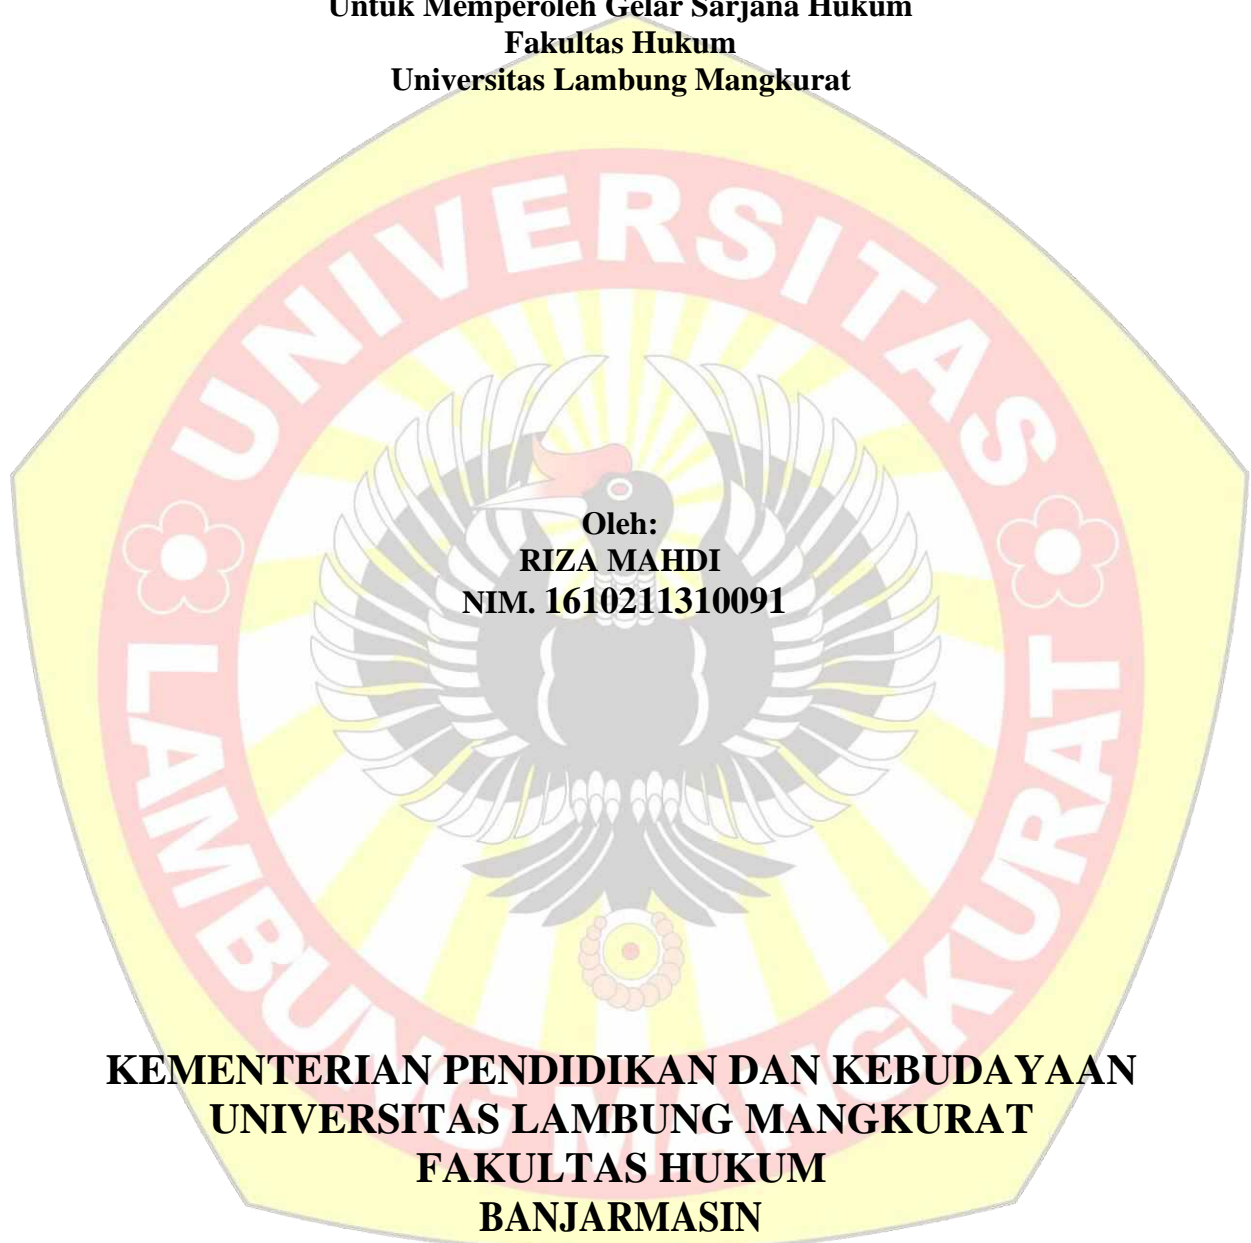 Untuk Memperoleh Gelar Sarjana Hukum
Fakultas Hukum
Universitas Lambung Mangkurat
UNIVERSITAS
Oleh:
RIZA MAHDI
NIM. 1610211310091
LAMBUNG MANGKURAT
KEMENTERIAN PENDIDIKAN DAN KEBUDAYAAN
UNIVERSITAS LAMBUNG MANGKURAT
FAKULTAS HUKUM
BANJARMASIN